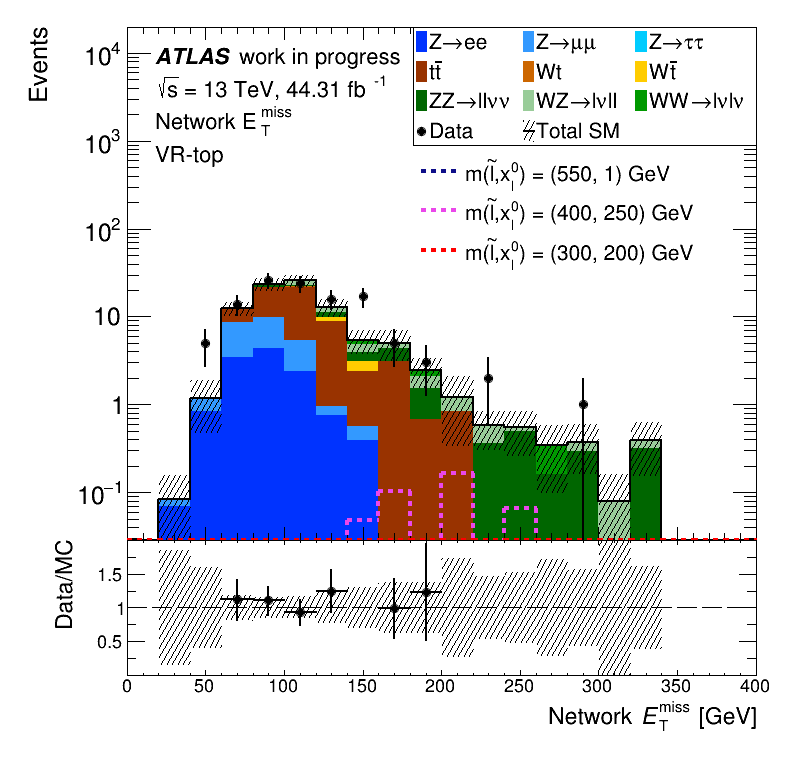 Events
10⁴
10³
10²
10
1
10⁻¹
ATLAS work in progress
√s = 13 TeV, 44.31 fb ⁻¹
Network E_T^miss
VR-top
Z→ee Z→μμ Z→ττ
tt̄ Wt Wt̄
ZZ→llνν WZ→lνll WW→lνlν
Data Total SM
m(l̃,x_l^0) = (550, 1) GeV
m(l̃,x_l^0) = (400, 250) GeV
m(l̃,x_l^0) = (300, 200) GeV
Data/MC
1.5
1
0.5
0 50 100 150 200 250 300 350 400
Network E_T^miss [GeV]